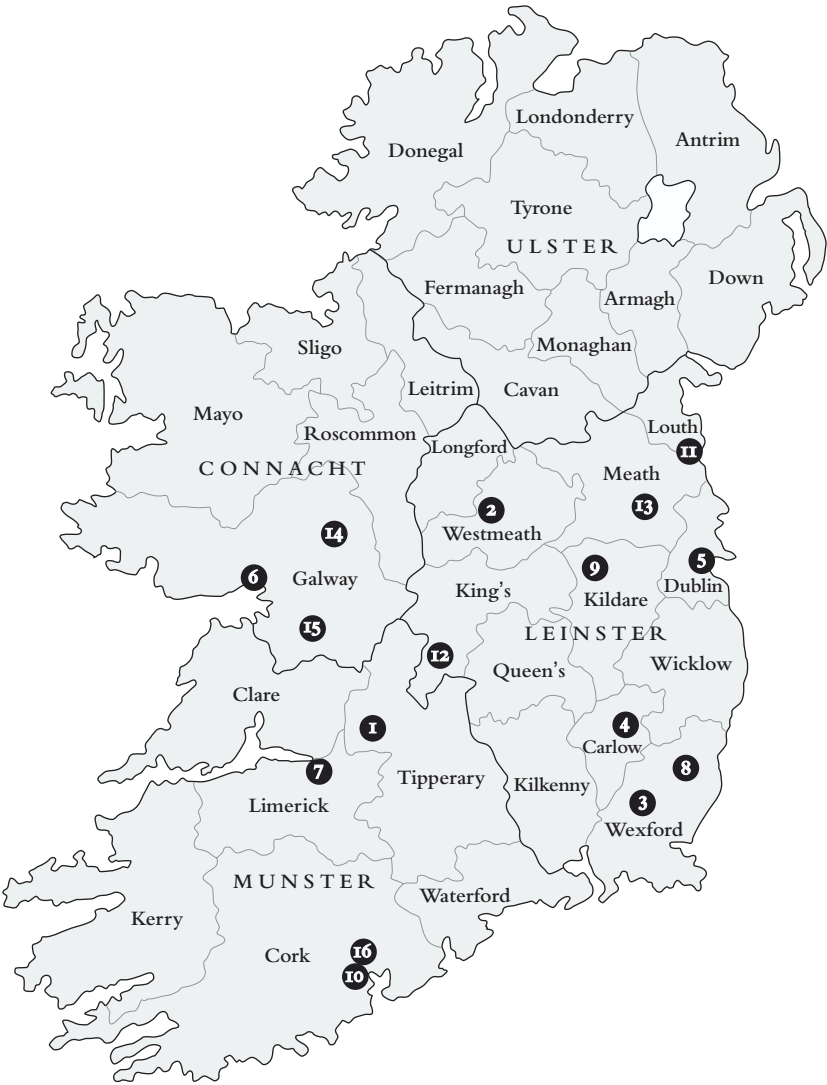 Londonderry
Antrim
Donegal
Tyrone
ULSTER
Down
Fermanagh
Armagh
Monaghan
Sligo
Leitrim
Cavan
Mayo
Louth
Roscommon
Longford
11
CONNACHT
Meath
13
2
Westmeath
14
5
9
6
Galway
King's
Kildare
Dublin
15
LEINSTER
12
Queen's
Wicklow
Clare
1
4
Carlow
7
Tipperary
8
Limerick
Kilkenny
3
Wexford
MUNSTER
Waterford
Kerry
Cork
16
10